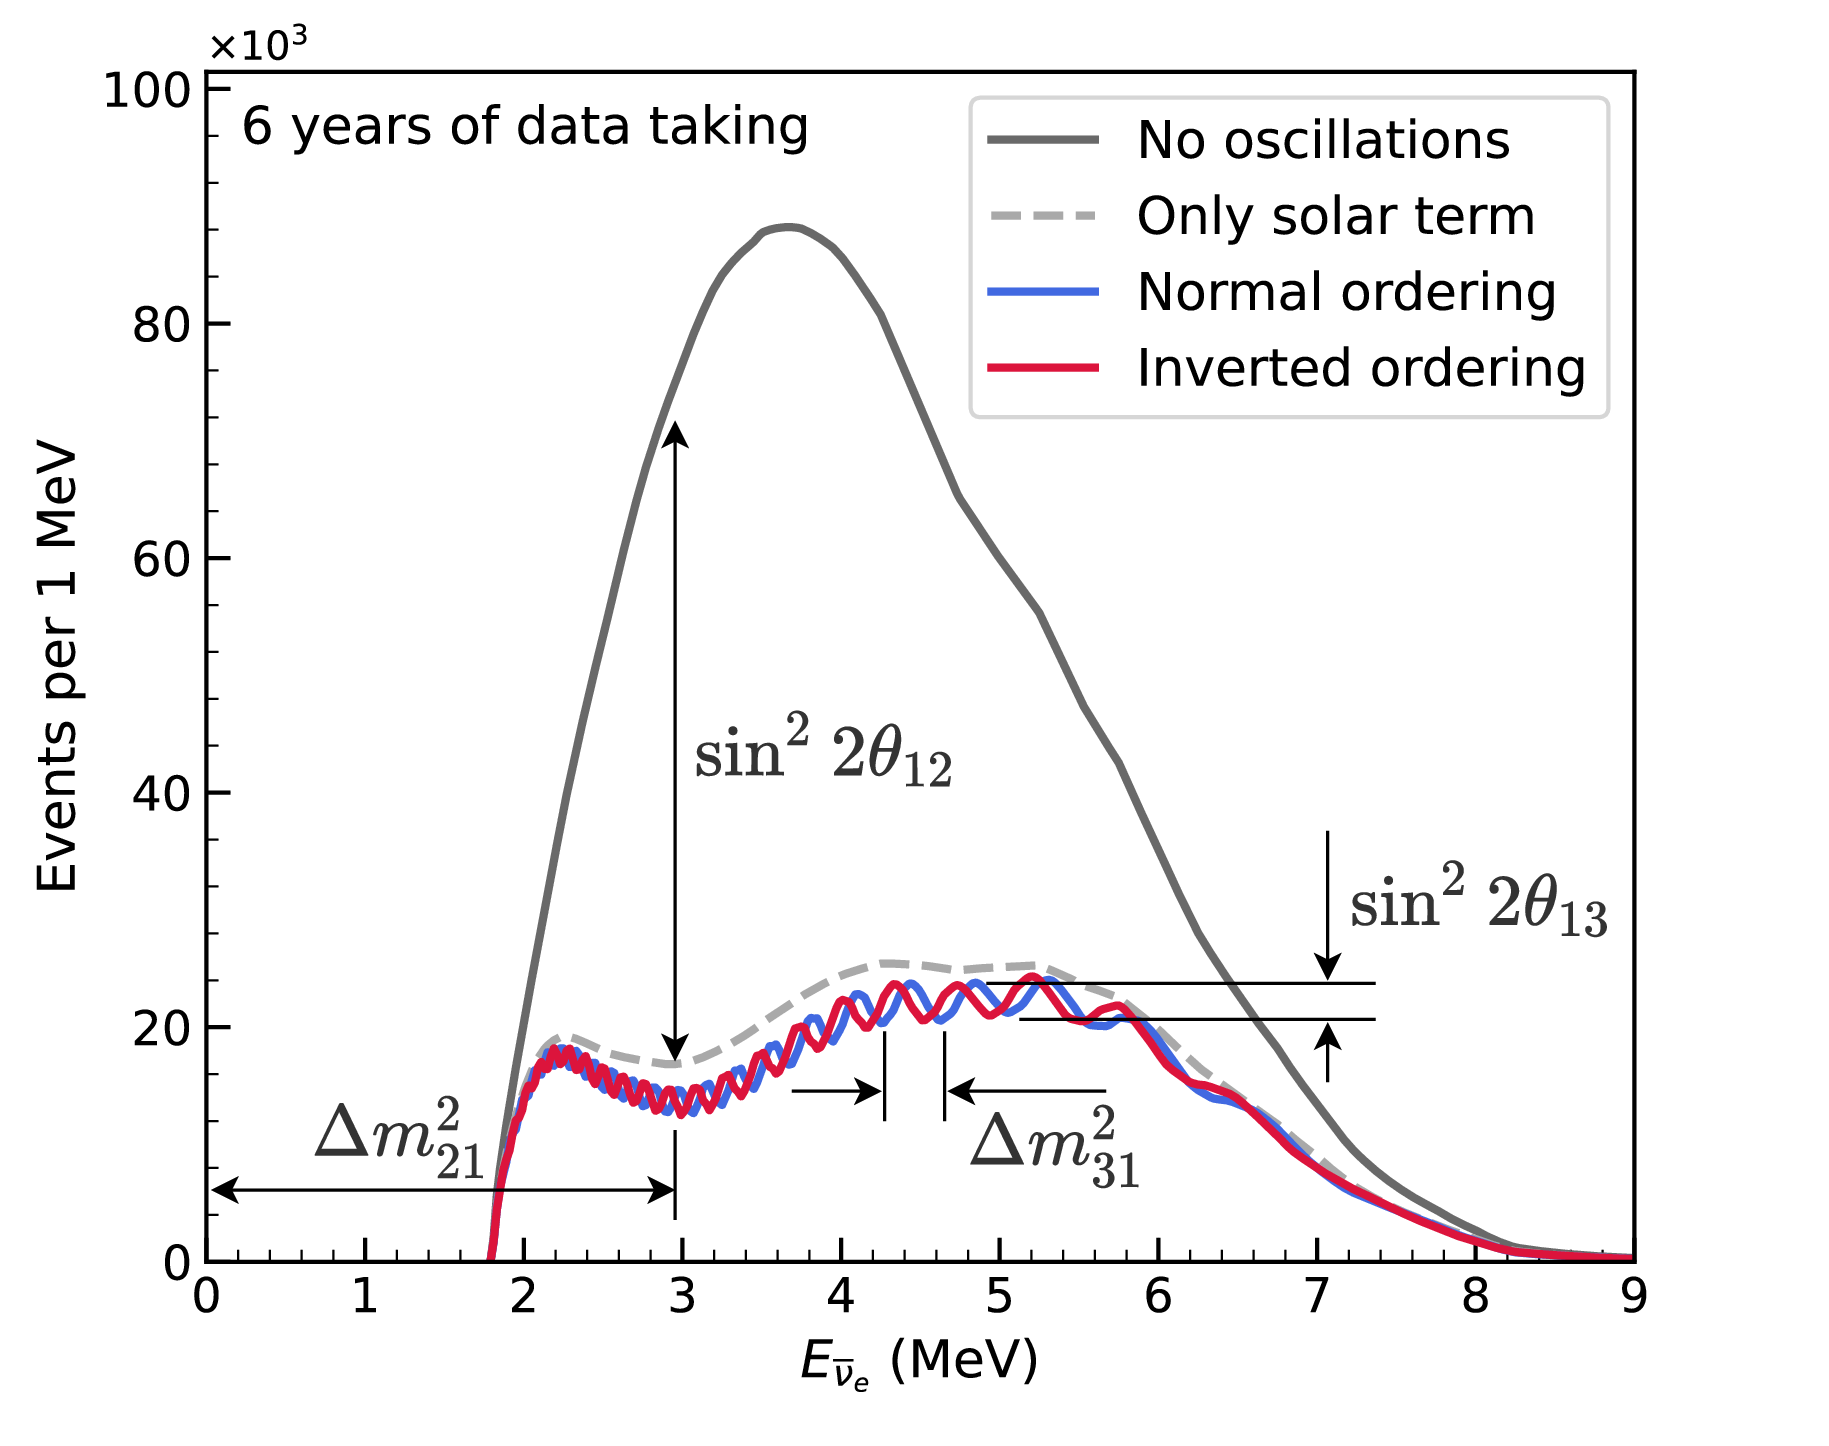 ×10³
100
80
60
40
20
0
Events per 1 MeV
6 years of data taking
No oscillations
Only solar term
Normal ordering
Inverted ordering
sin² 2θ₁₂
sin² 2θ₁₃
Δm²₂₁
Δm²₃₁
0 1 2 3 4 5 6 7 8 9
E_ν̅ₑ (MeV)